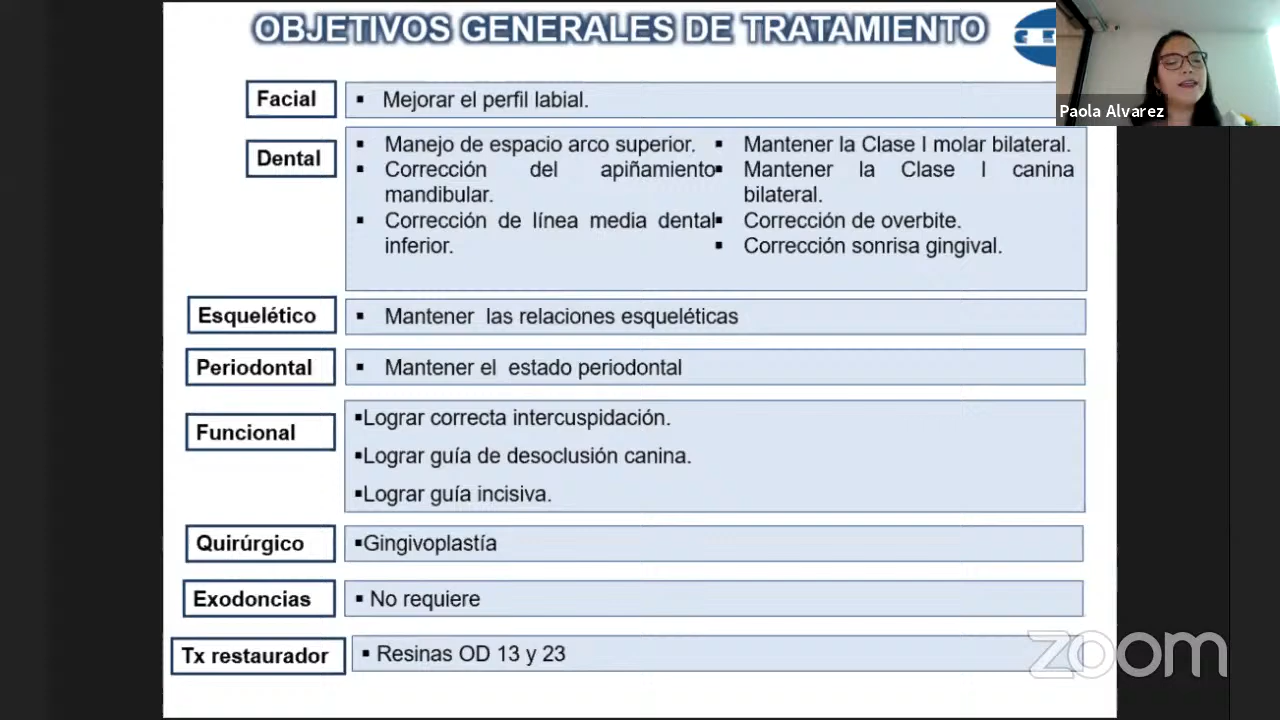 OBJETIVOS GENERALES DE TRATAMIENTO
Paola Alvarez
Facial
▪ Mejorar el perfil labial.
Dental
▪ Manejo de espacio arco superior.
▪ Corrección del apiñamiento
mandibular.
▪ Corrección de línea media dental
inferior.
▪ Mantener la Clase I molar bilateral.
▪ Mantener la Clase I canina
bilateral.
▪ Corrección de overbite.
▪ Corrección sonrisa gingival.
Esquelético
▪ Mantener las relaciones esqueléticas
Periodontal
▪ Mantener el estado periodontal
Funcional
▪Lograr correcta intercuspidación.
▪Lograr guía de desoclusión canina.
▪Lograr guía incisiva.
Quirúrgico
▪Gingivoplastía
Exodoncias
▪ No requiere
Tx restaurador
▪ Resinas OD 13 y 23
zoom